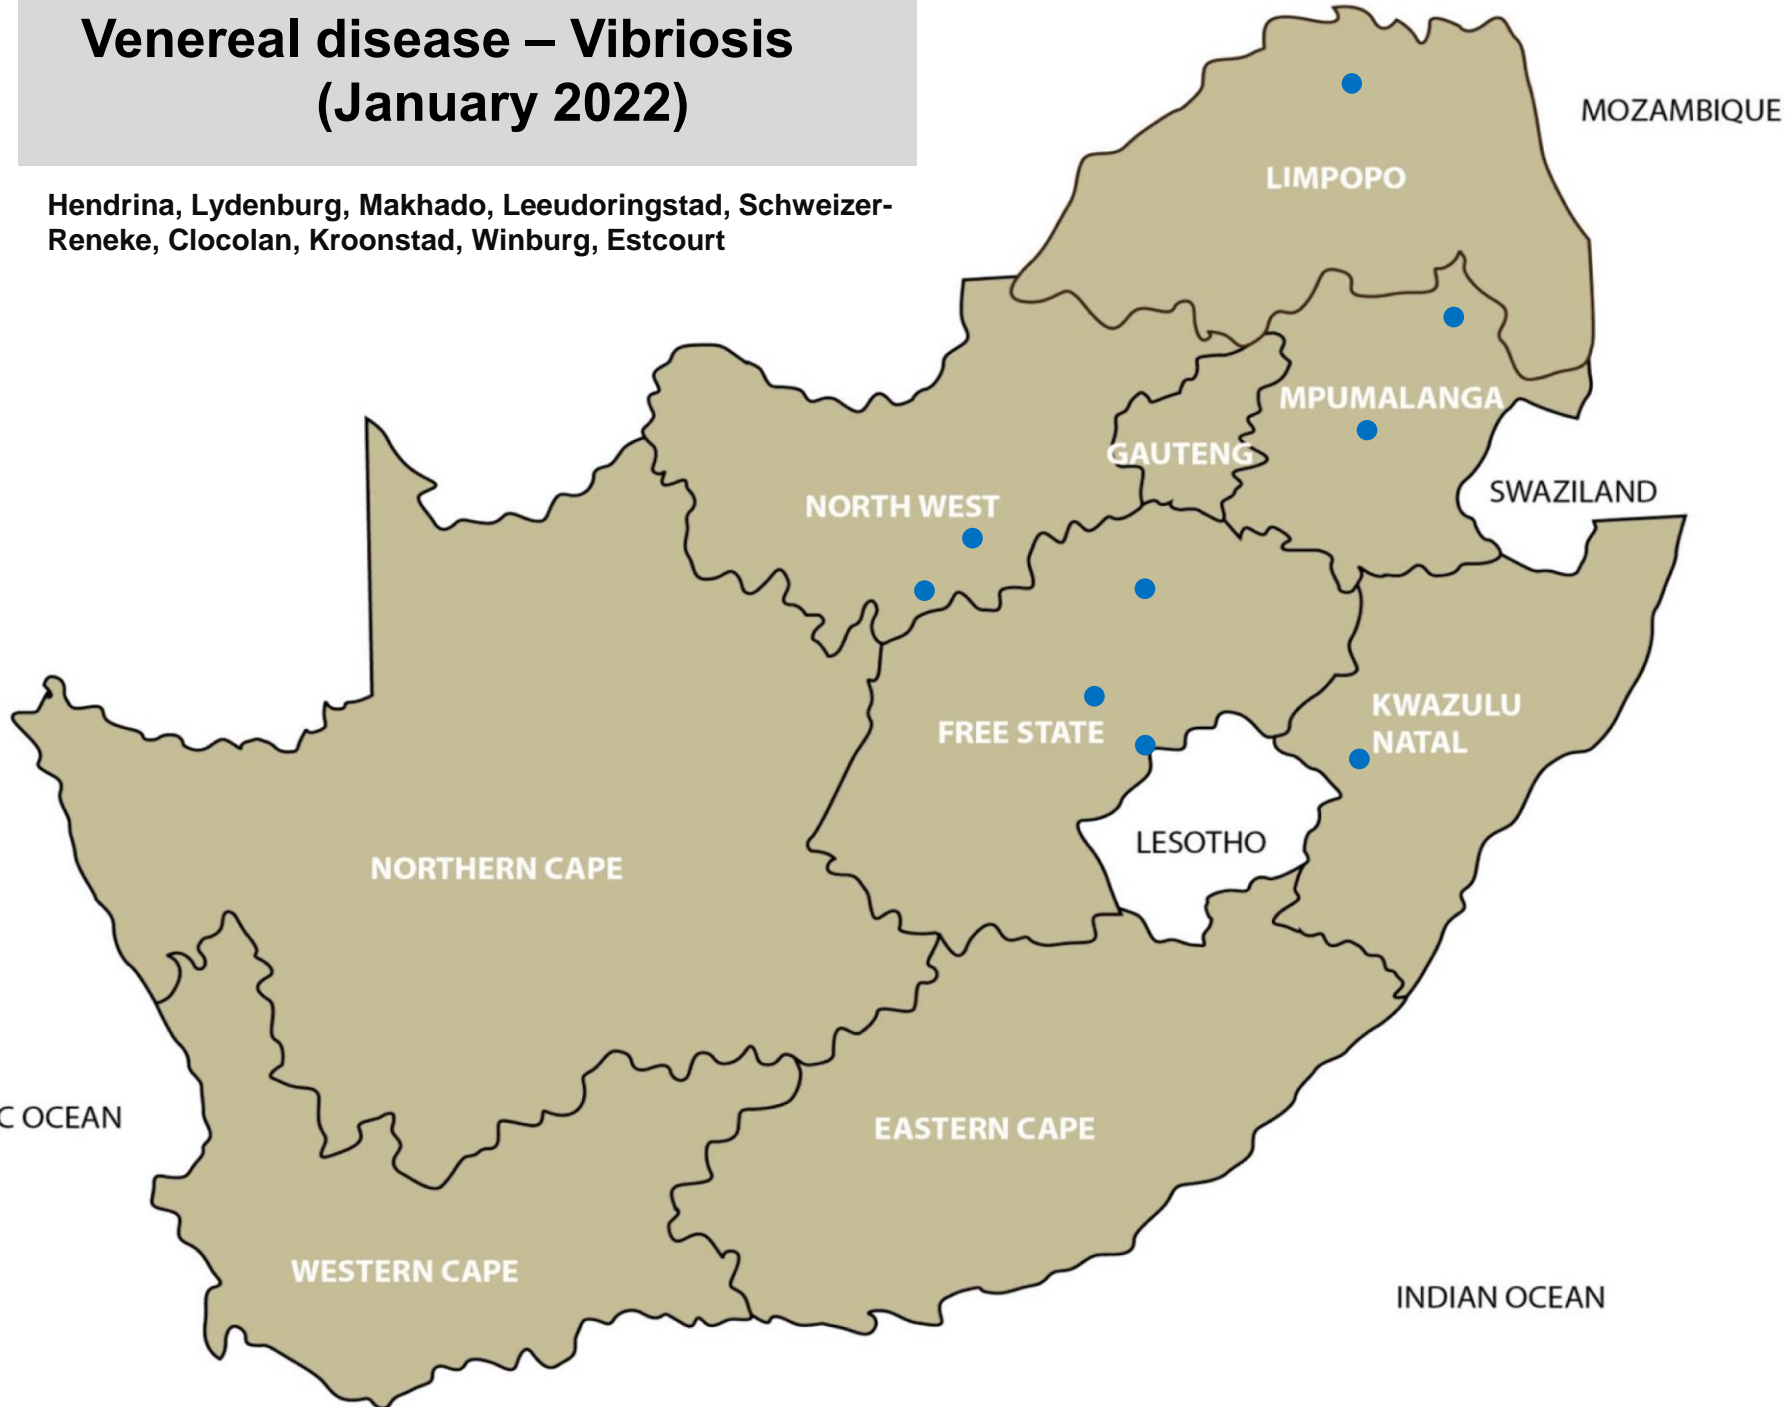 Venereal disease – Vibriosis
(January 2022)
Hendrina, Lydenburg, Makhado, Leeudoringstad, Schweizer-
Reneke, Clocolan, Kroonstad, Winburg, Estcourt
MOZAMBIQUE
LIMPOPO
MPUMALANGA
GAUTENG
SWAZILAND
NORTH WEST
KWAZULU
NATAL
FREE STATE
LESOTHO
NORTHERN CAPE
C OCEAN
EASTERN CAPE
WESTERN CAPE
INDIAN OCEAN